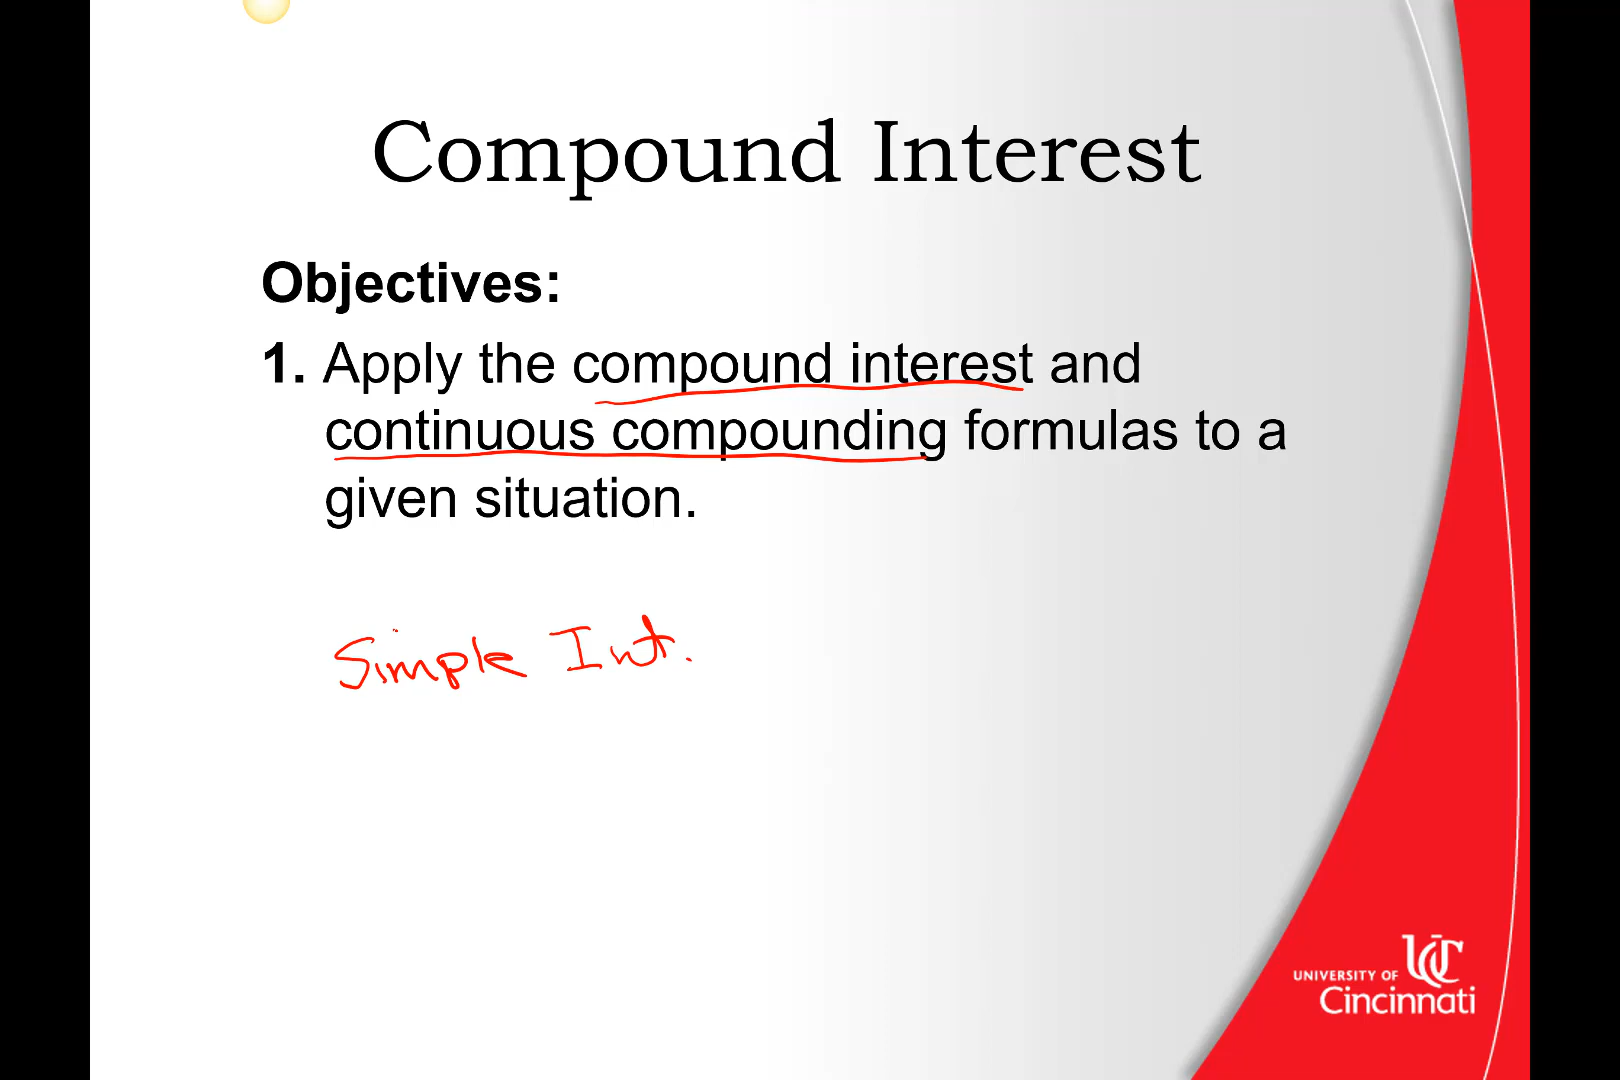 Compound Interest
Objectives:
1. Apply the compound interest and
continuous compounding formulas to a
given situation.
Simple Int.
UNIVERSITY OF
Cincinnati
UC